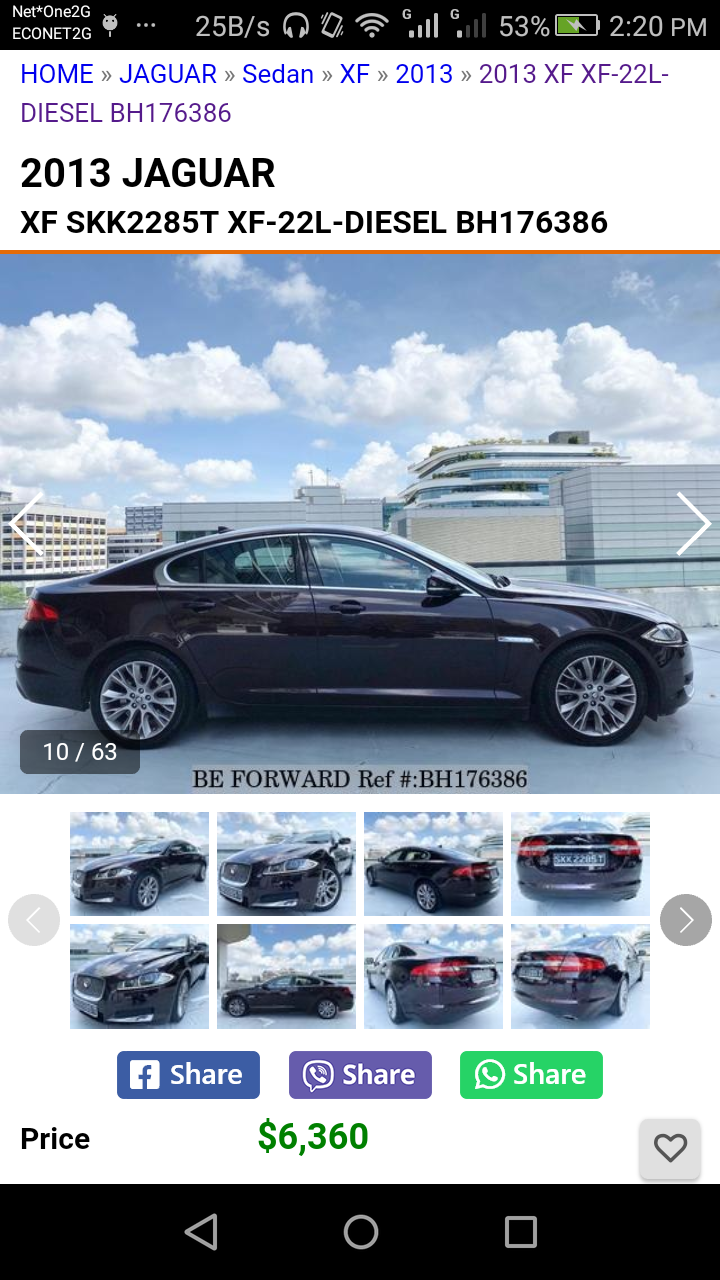 Net*One2G
ECONET2G
... 25B/s G G 53% 2:20 PM
HOME » JAGUAR » Sedan » XF » 2013 » 2013 XF XF-22L-
DIESEL BH176386
2013 JAGUAR
XF SKK2285T XF-22L-DIESEL BH176386
10 / 63
BE FORWARD Ref #:BH176386
SKK2285T
Share Share Share
Price $6,360